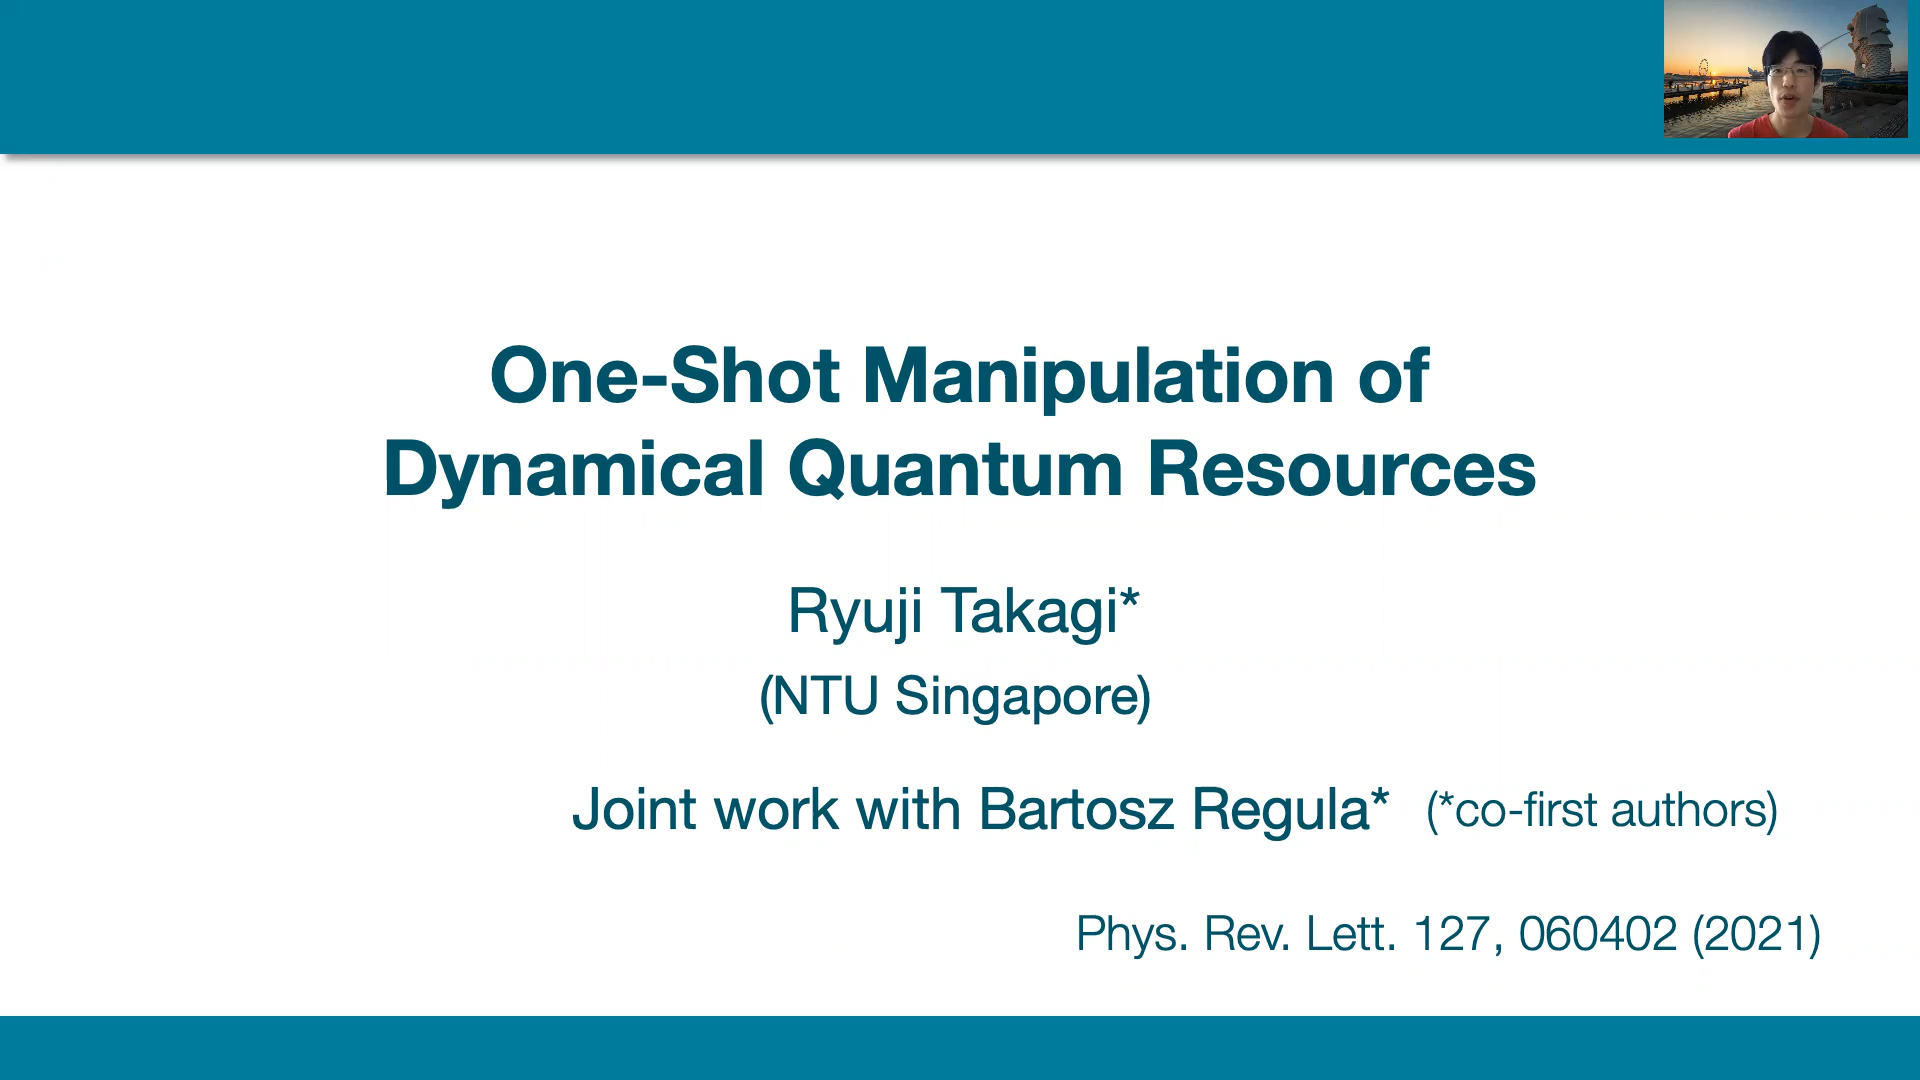 One-Shot Manipulation of
Dynamical Quantum Resources
Ryuji Takagi*
(NTU Singapore)
Joint work with Bartosz Regula* (*co-first authors)
Phys. Rev. Lett. 127, 060402 (2021)